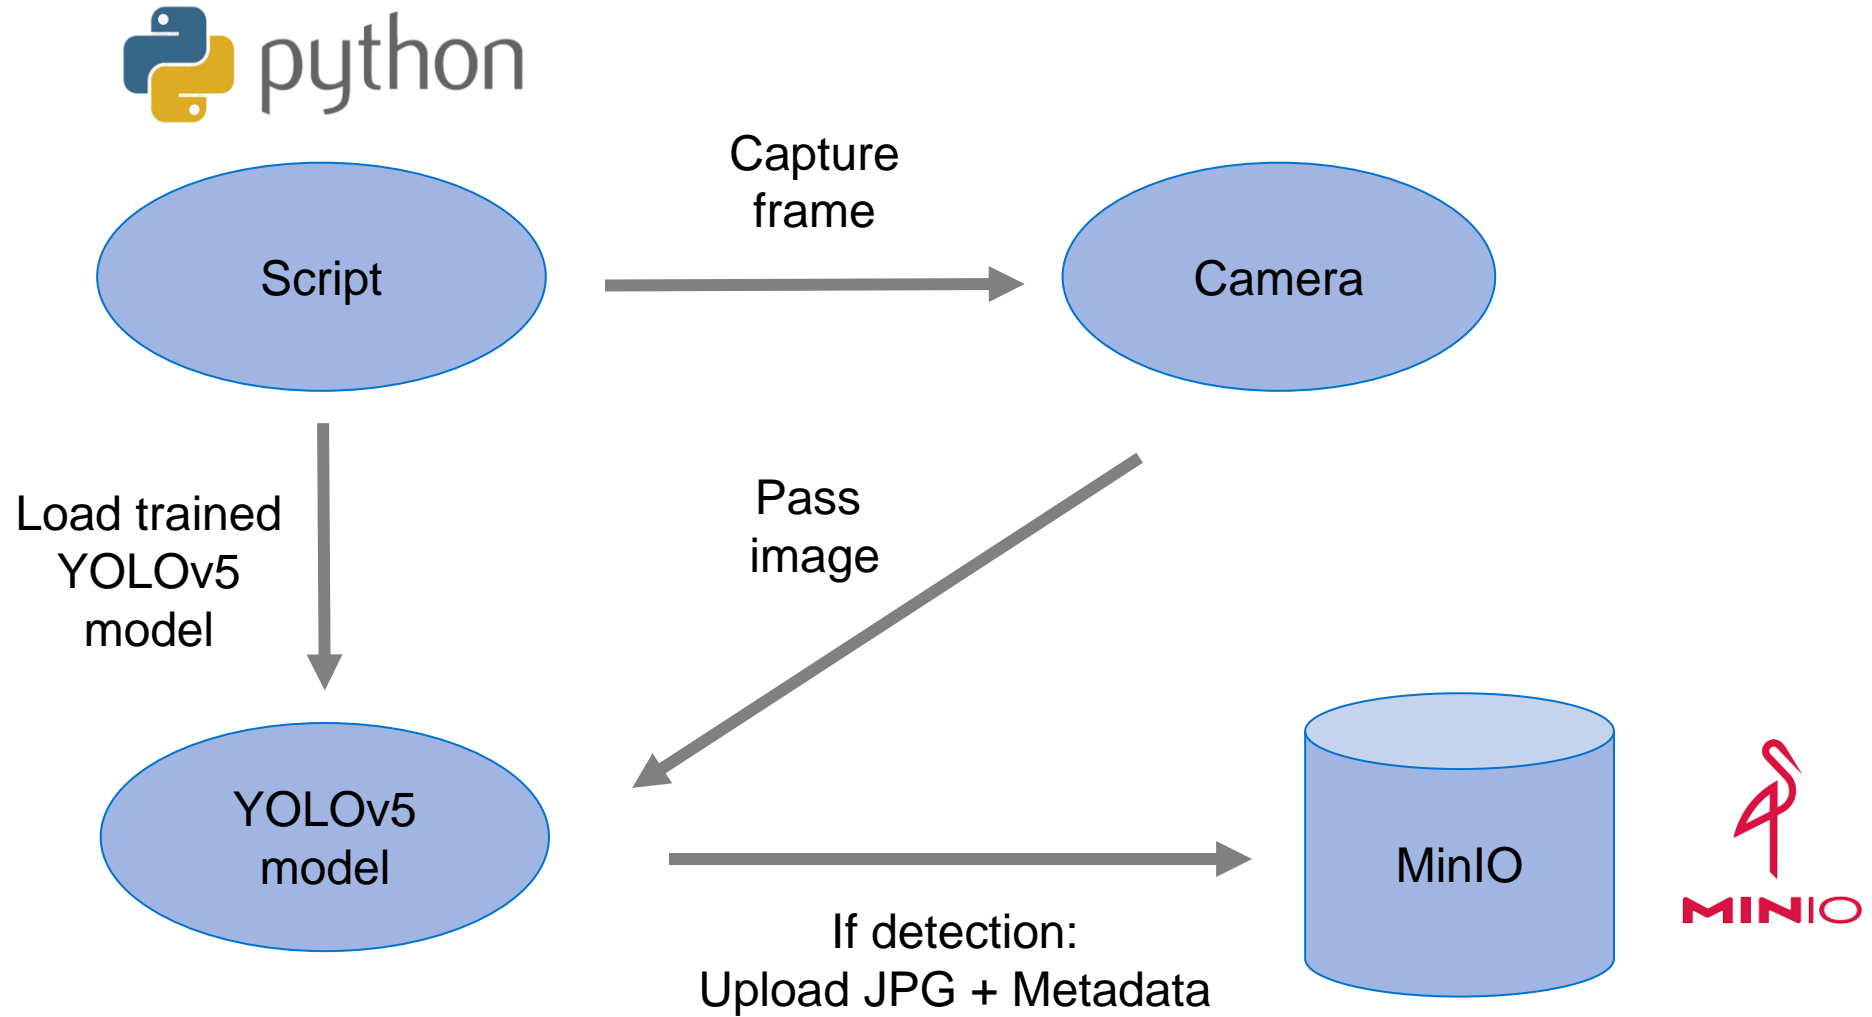 python
Capture
frame
Script
Camera
Load trained
YOLOv5
model
Pass
image
YOLOv5
model
MinIO
MINIO
If detection:
Upload JPG + Metadata